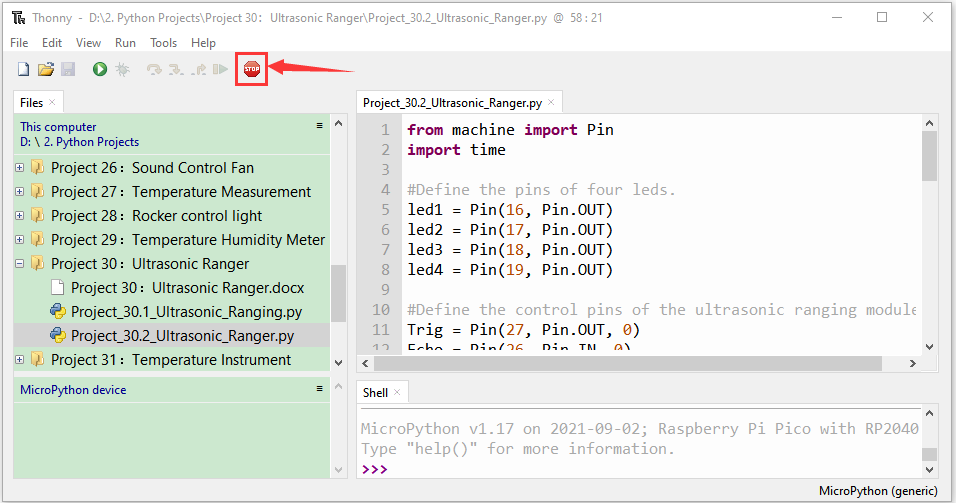 Thonny - D:\2. Python Projects\Project 30：Ultrasonic Ranger\Project_30.2_Ultrasonic_Ranger.py @ 58 : 21
File Edit View Run Tools Help
STOP
Files
This computer
D: \ 2. Python Projects
Project 26：Sound Control Fan
Project 27：Temperature Measurement
Project 28：Rocker control light
Project 29：Temperature Humidity Meter
Project 30：Ultrasonic Ranger
Project 30：Ultrasonic Ranger.docx
Project_30.1_Ultrasonic_Ranging.py
Project_30.2_Ultrasonic_Ranger.py
Project 31：Temperature Instrument
MicroPython device
Project_30.2_Ultrasonic_Ranger.py
1 from machine import Pin
2 import time
3
4 #Define the pins of four leds.
5 led1 = Pin(16, Pin.OUT)
6 led2 = Pin(17, Pin.OUT)
7 led3 = Pin(18, Pin.OUT)
8 led4 = Pin(19, Pin.OUT)
9
10 #Define the control pins of the ultrasonic ranging module
11 Trig = Pin(27, Pin.OUT, 0)
12 Echo = Pin(26, Pin.IN, 0)
Shell
MicroPython v1.17 on 2021-09-02; Raspberry Pi Pico with RP2040
Type "help()" for more information.
>>>
MicroPython (generic)